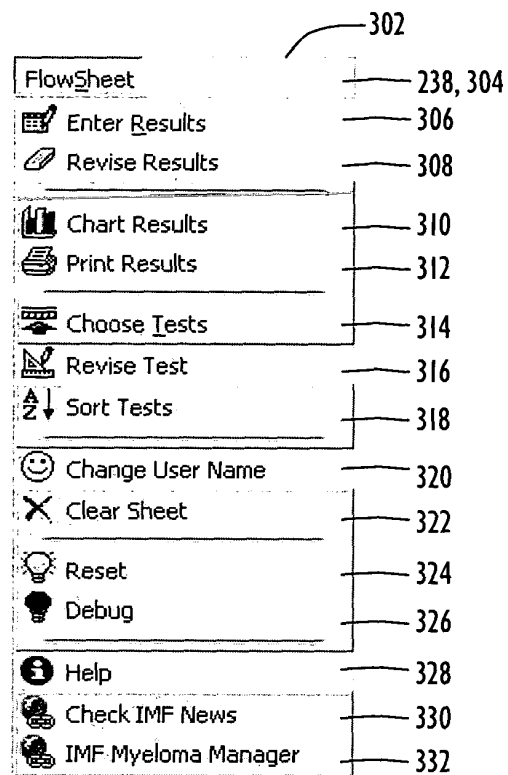 302
FlowSheet 238, 304
Enter Results 306
Revise Results 308
Chart Results 310
Print Results 312
Choose Tests 314
Revise Test 316
A Z Sort Tests 318
Change User Name 320
Clear Sheet 322
Reset 324
Debug 326
Help 328
Check IMF News 330
IMF Myeloma Manager 332